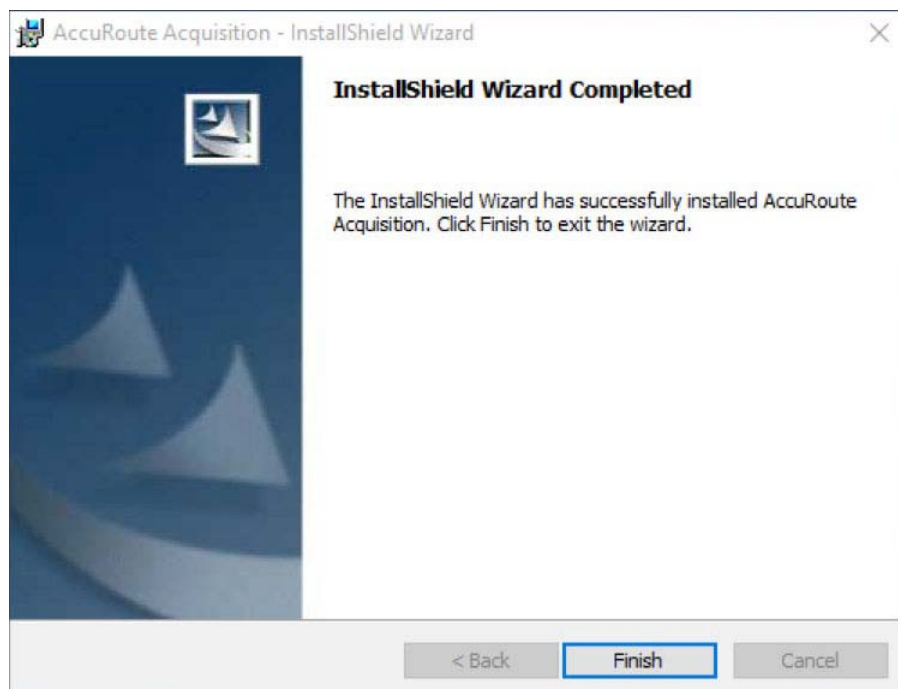 AccuRoute Acquisition - InstallShield Wizard
InstallShield Wizard Completed
The InstallShield Wizard has successfully installed AccuRoute
Acquisition. Click Finish to exit the wizard.
< Back
Finish
Cancel